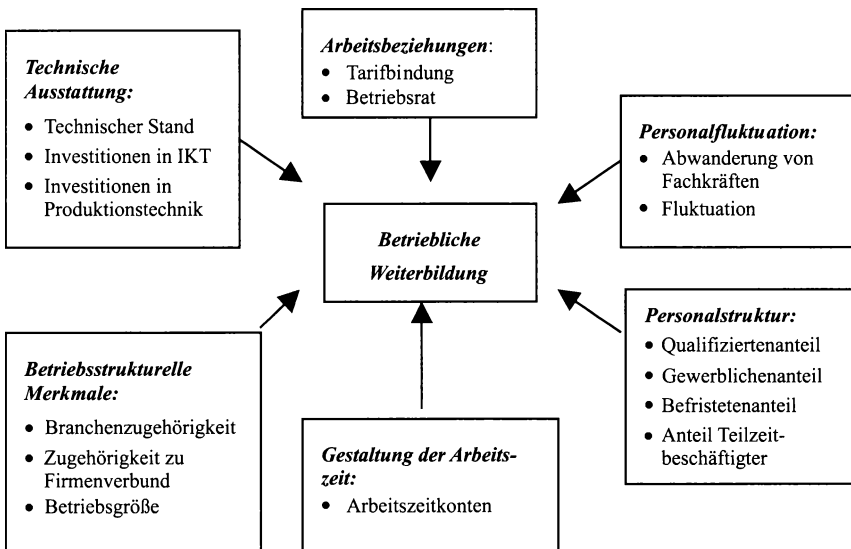 Technische
Ausstattung:
• Technischer Stand
• Investitionen in IKT
• Investitionen in
Produktionstechnik
Arbeitsbeziehungen:
• Tarifbindung
• Betriebsrat
Personalfluktuation:
• Abwanderung von
Fachkräften
• Fluktuation
Betriebliche
Weiterbildung
Betriebsstrukturelle
Merkmale:
• Branchenzugehörigkeit
• Zugehörigkeit zu
Firmenverbund
• Betriebsgröße
Gestaltung der Arbeits-
zeit:
• Arbeitszeitkonten
Personalstruktur:
• Qualifiziertenanteil
• Gewerblichenanteil
• Befristetenanteil
• Anteil Teilzeit-
beschäftigter